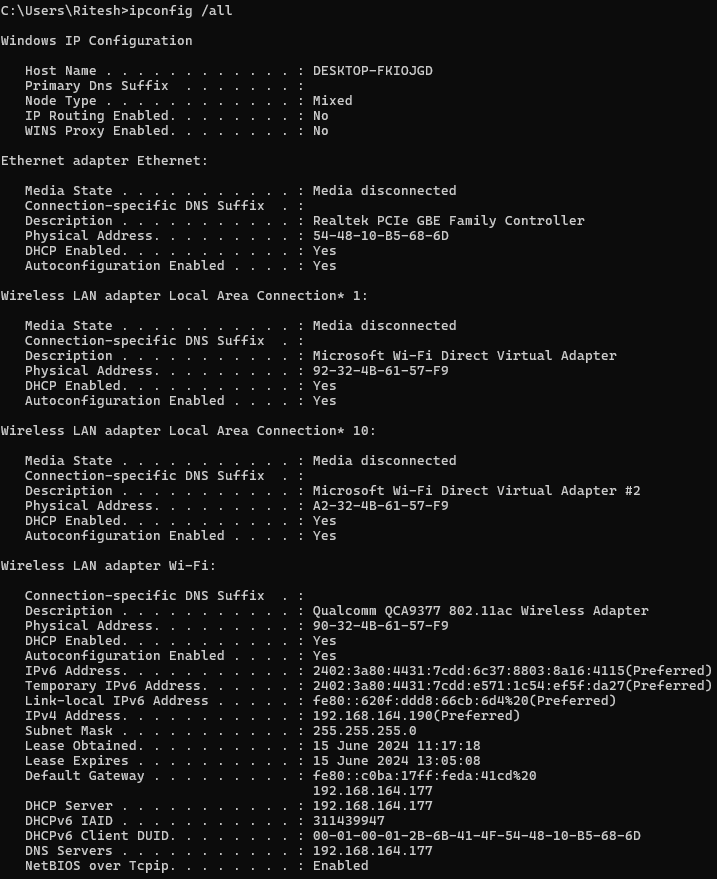 C:\Users\Ritesh>ipconfig /all
Windows IP Configuration
Host Name . . . . . . . . . . . . : DESKTOP-FKIOJGD
Primary Dns Suffix  . . . . . . . :
Node Type . . . . . . . . . . . . : Mixed
IP Routing Enabled. . . . . . . . : No
WINS Proxy Enabled. . . . . . . . : No
Ethernet adapter Ethernet:
Media State . . . . . . . . . . . : Media disconnected
Connection-specific DNS Suffix  . :
Description . . . . . . . . . . . : Realtek PCIe GBE Family Controller
Physical Address. . . . . . . . . : 54-48-10-B5-68-6D
DHCP Enabled. . . . . . . . . . . : Yes
Autoconfiguration Enabled . . . . : Yes
Wireless LAN adapter Local Area Connection* 1:
Media State . . . . . . . . . . . : Media disconnected
Connection-specific DNS Suffix  . :
Description . . . . . . . . . . . : Microsoft Wi-Fi Direct Virtual Adapter
Physical Address. . . . . . . . . : 92-32-4B-61-57-F9
DHCP Enabled. . . . . . . . . . . : Yes
Autoconfiguration Enabled . . . . : Yes
Wireless LAN adapter Local Area Connection* 10:
Media State . . . . . . . . . . . : Media disconnected
Connection-specific DNS Suffix  . :
Description . . . . . . . . . . . : Microsoft Wi-Fi Direct Virtual Adapter #2
Physical Address. . . . . . . . . : A2-32-4B-61-57-F9
DHCP Enabled. . . . . . . . . . . : Yes
Autoconfiguration Enabled . . . . : Yes
Wireless LAN adapter Wi-Fi:
Connection-specific DNS Suffix  . :
Description . . . . . . . . . . . : Qualcomm QCA9377 802.11ac Wireless Adapter
Physical Address. . . . . . . . . : 90-32-4B-61-57-F9
DHCP Enabled. . . . . . . . . . . : Yes
Autoconfiguration Enabled . . . . : Yes
IPv6 Address. . . . . . . . . . . : 2402:3a80:4431:7cdd:6c37:8803:8a16:4115(Preferred)
Temporary IPv6 Address. . . . . . : 2402:3a80:4431:7cdd:e571:1c54:ef5f:da27(Preferred)
Link-local IPv6 Address . . . . . : fe80::620f:ddd8:66cb:6d4%20(Preferred)
IPv4 Address. . . . . . . . . . . : 192.168.164.190(Preferred)
Subnet Mask . . . . . . . . . . . : 255.255.255.0
Lease Obtained. . . . . . . . . . : 15 June 2024 11:17:18
Lease Expires . . . . . . . . . . : 15 June 2024 13:05:08
Default Gateway . . . . . . . . . : fe80::c0ba:17ff:feda:41cd%20
192.168.164.177
DHCP Server . . . . . . . . . . . : 192.168.164.177
DHCPv6 IAID . . . . . . . . . . . : 311439947
DHCPv6 Client DUID. . . . . . . . : 00-01-00-01-2B-6B-41-4F-54-48-10-B5-68-6D
DNS Servers . . . . . . . . . . . : 192.168.164.177
NetBIOS over Tcpip. . . . . . . . : Enabled